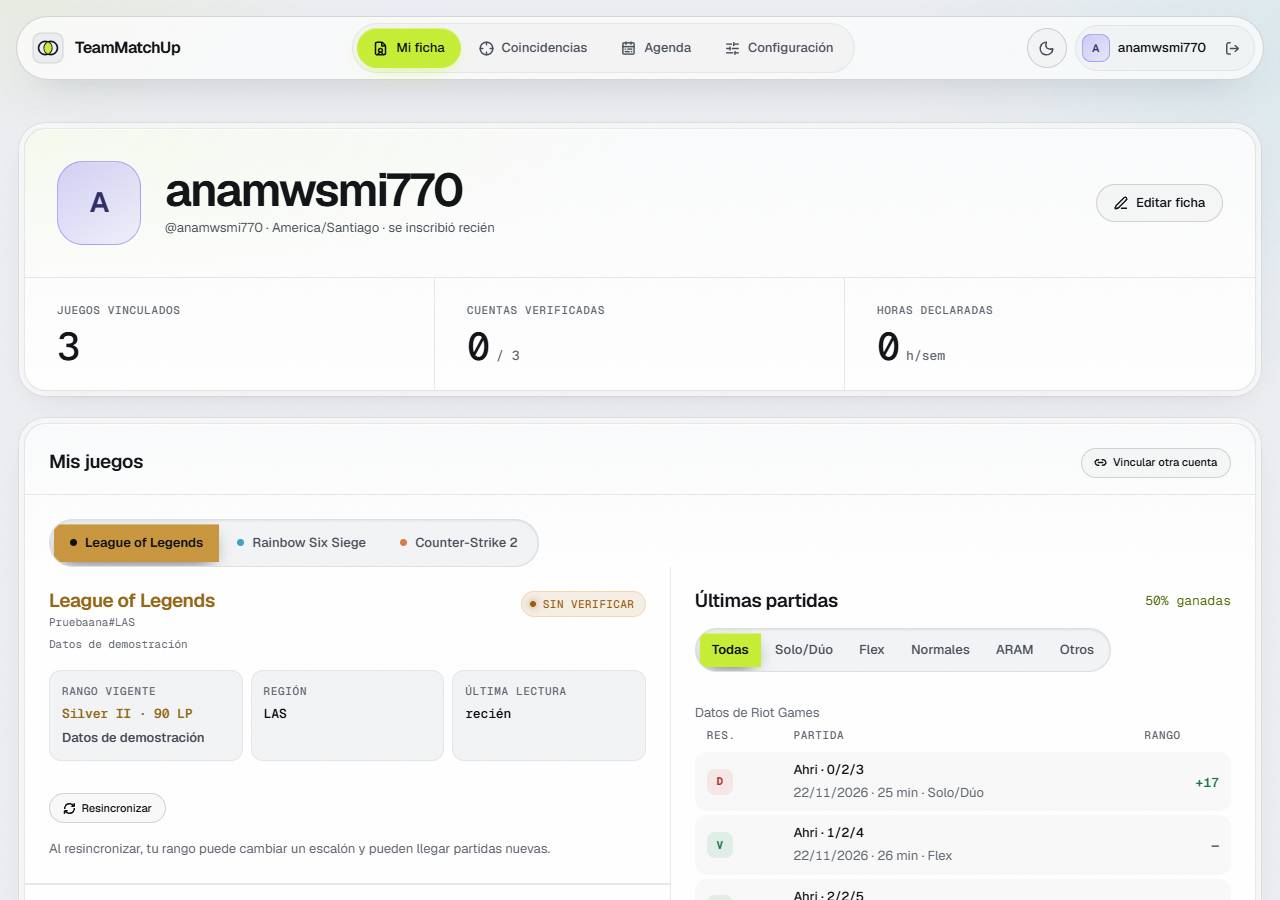 TeamMatchUp
Mi ficha
Coincidencias
Agenda
Configuración
A
anamwsmi770
A
anamwsmi770
@anamwsmi770 · America/Santiago · se inscribió recién
Editar ficha
JUEGOS VINCULADOS
3
CUENTAS VERIFICADAS
0 / 3
HORAS DECLARADAS
0 h/sem
Mis juegos
Vincular otra cuenta
League of Legends
Rainbow Six Siege
Counter-Strike 2
League of Legends
SIN VERIFICAR
Pruebaana#LAS
Datos de demostración
RANGO VIGENTE
Silver II · 90 LP
Datos de demostración
REGIÓN
LAS
ÚLTIMA LECTURA
recién
Resincronizar
Al resincronizar, tu rango puede cambiar un escalón y pueden llegar partidas nuevas.
Últimas partidas
50% ganadas
Todas
Solo/Dúo
Flex
Normales
ARAM
Otros
Datos de Riot Games
RES. PARTIDA RANGO
D
Ahri · 0/2/3
22/11/2026 · 25 min · Solo/Dúo
+17
V
Ahri · 1/2/4
22/11/2026 · 26 min · Flex
–
Ahri · 2/2/5